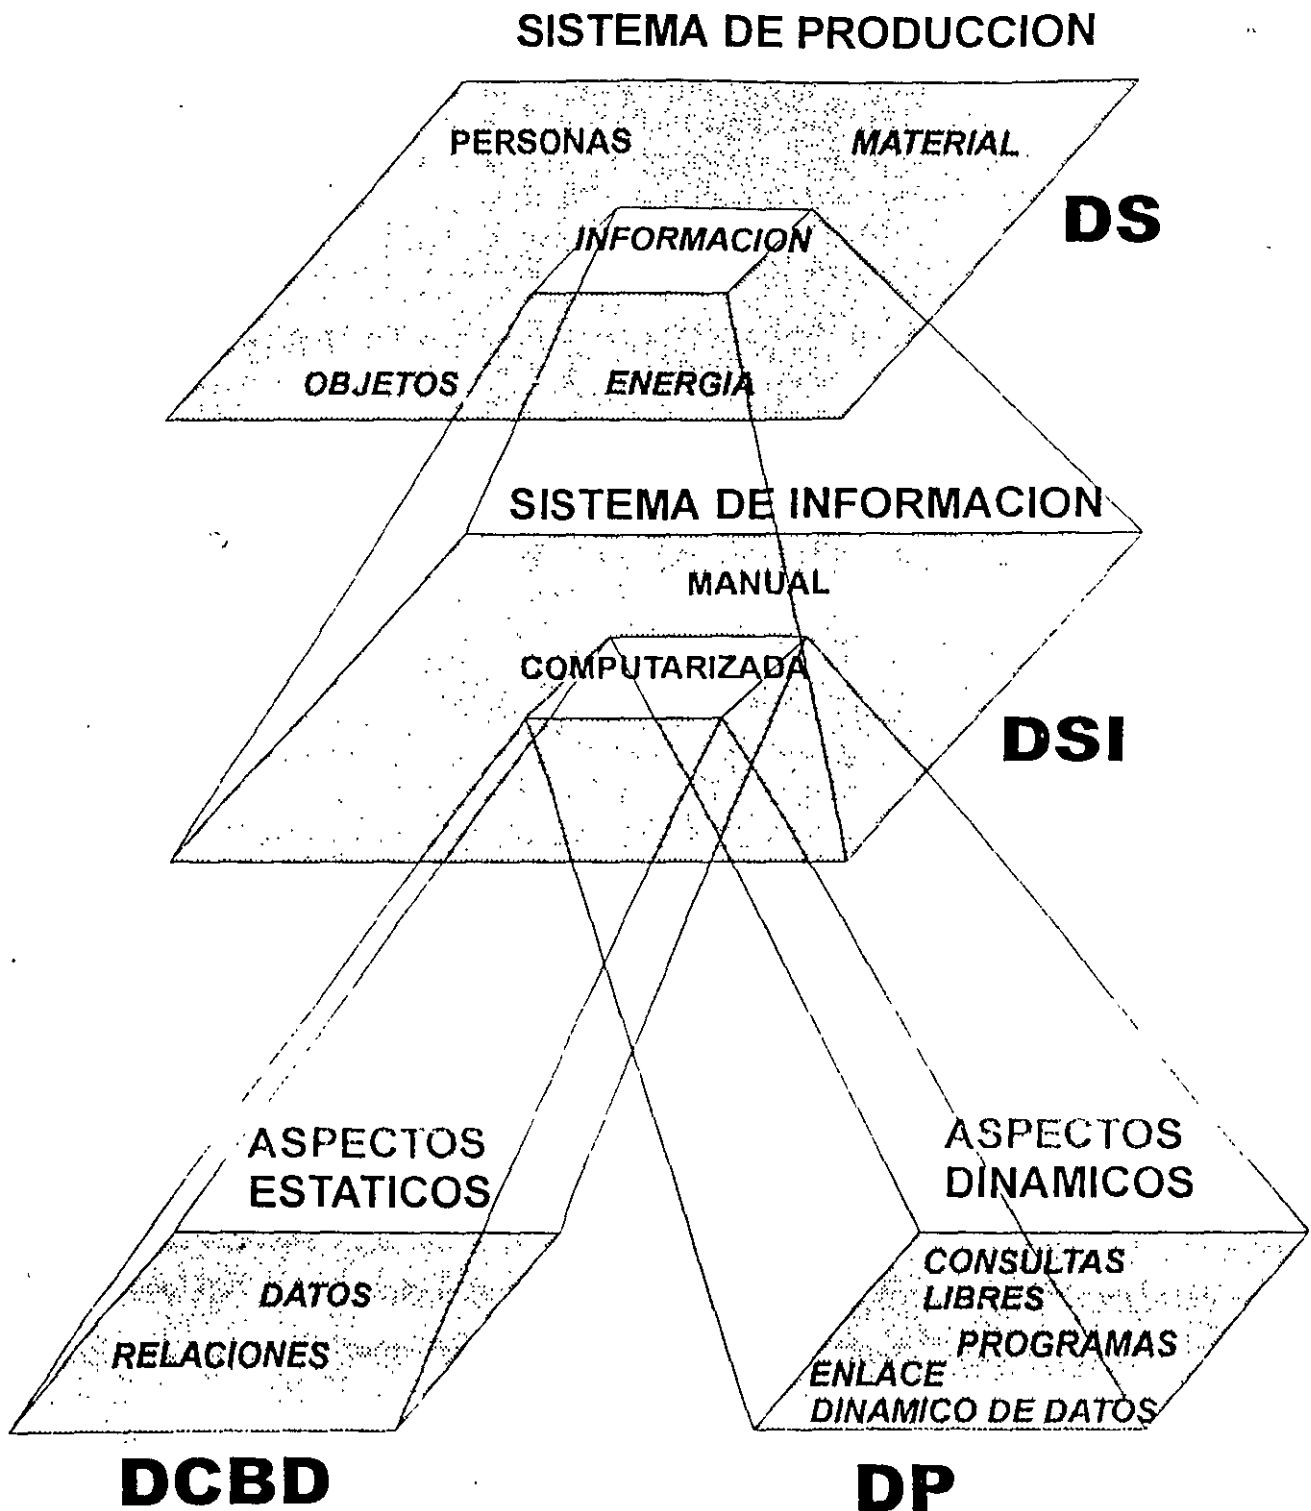 SISTEMA DE PRODUCCION
PERSONAS
MATERIAL
DS
INFORMACION
OBJETOS
ENERGIA
SISTEMA DE INFORMACION
MANUAL
COMPUTARIZADA
DSI
ASPECTOS
ESTATICOS
DATOS
RELACIONES
DCBD
ASPECTOS
DINAMICOS
CONSULTAS
LIBRES
PROGRAMAS
ENLACE
DINAMICO DE DATOS
DP